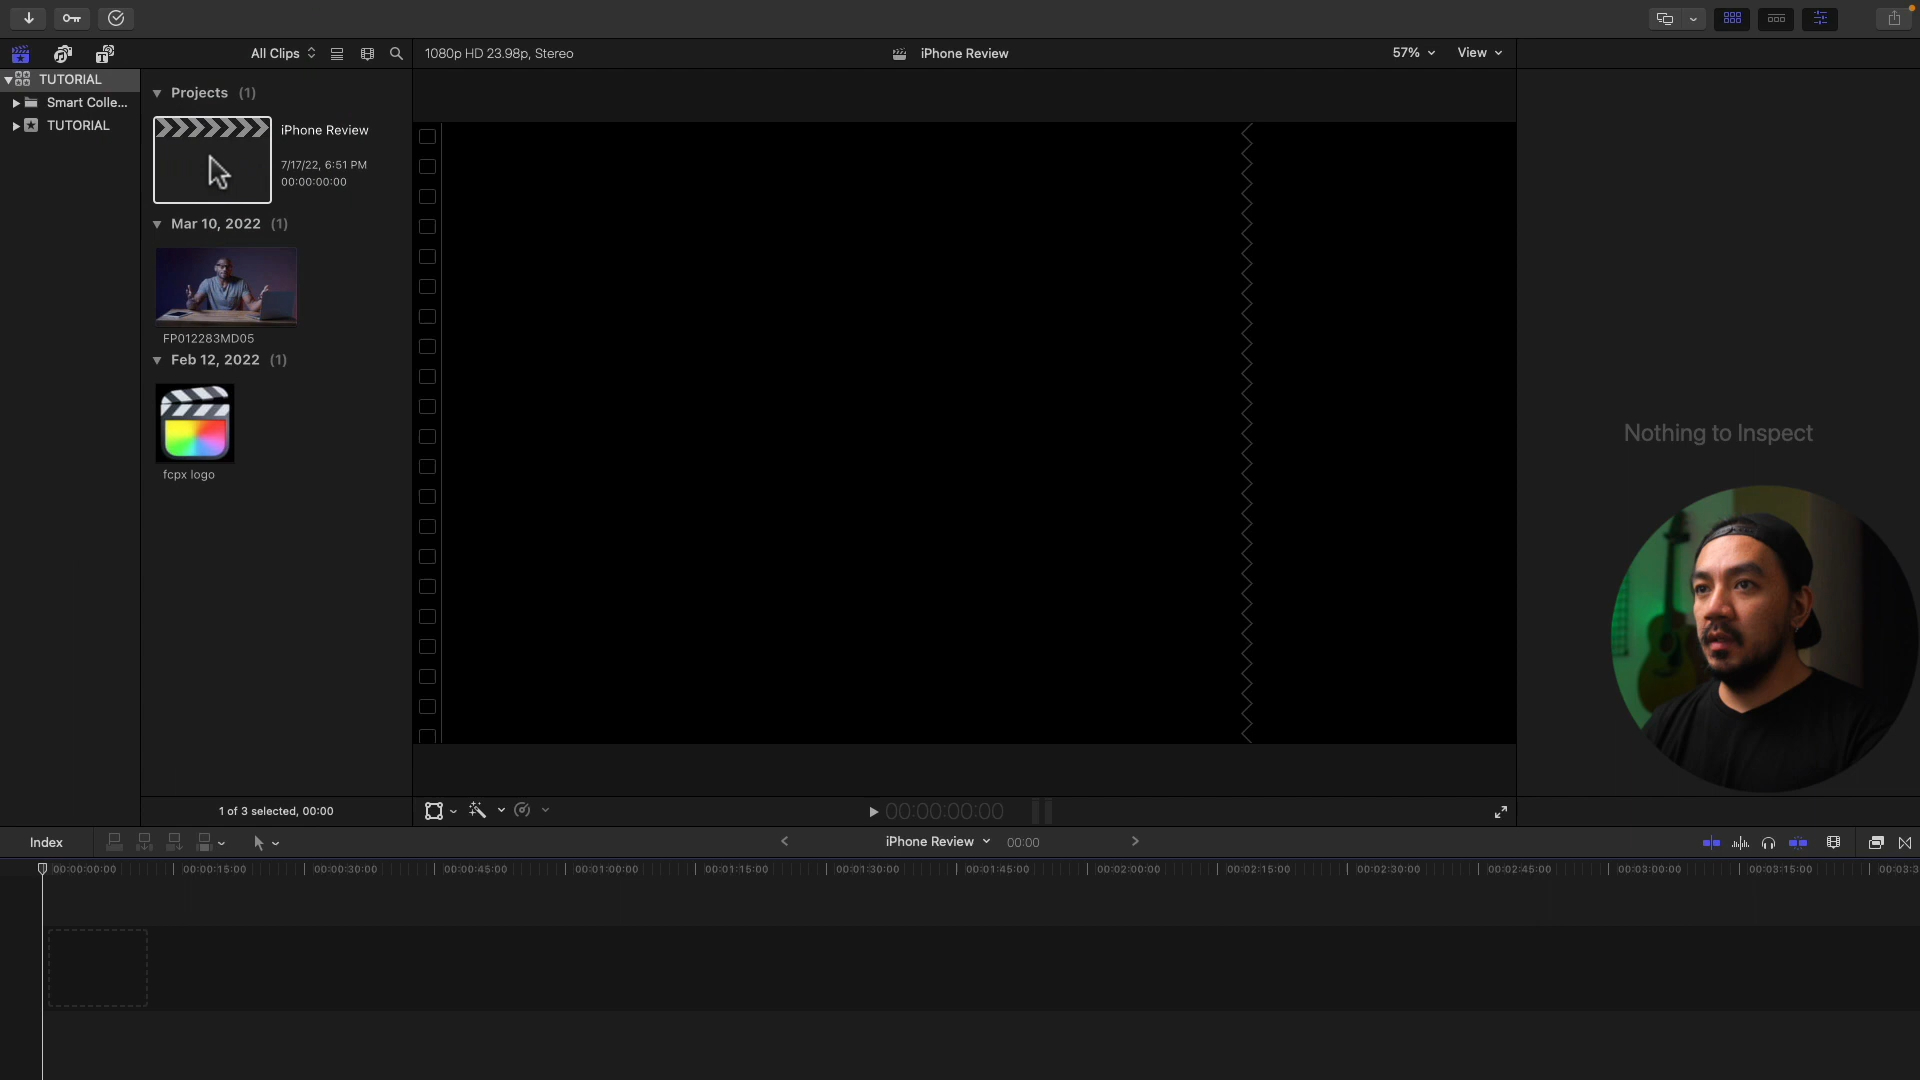 All Clips
1080p HD 23.98p, Stereo
iPhone Review
57%
View
TUTORIAL
Smart Colle...
TUTORIAL
Projects (1)
iPhone Review
7/17/22, 6:51 PM
00:00:00:00
Mar 10, 2022 (1)
FP012283MD05
Feb 12, 2022 (1)
fcpx logo
Nothing to Inspect
1 of 3 selected, 00:00
00:00:00:00
Index
iPhone Review
00:00
00:00:00:00
00:00:15:00
00:00:30:00
00:00:45:00
00:01:00:00
00:01:15:00
00:01:30:00
00:01:45:00
00:02:00:00
00:02:15:00
00:02:30:00
00:02:45:00
00:03:00:00
00:03:15:00
00:03:3